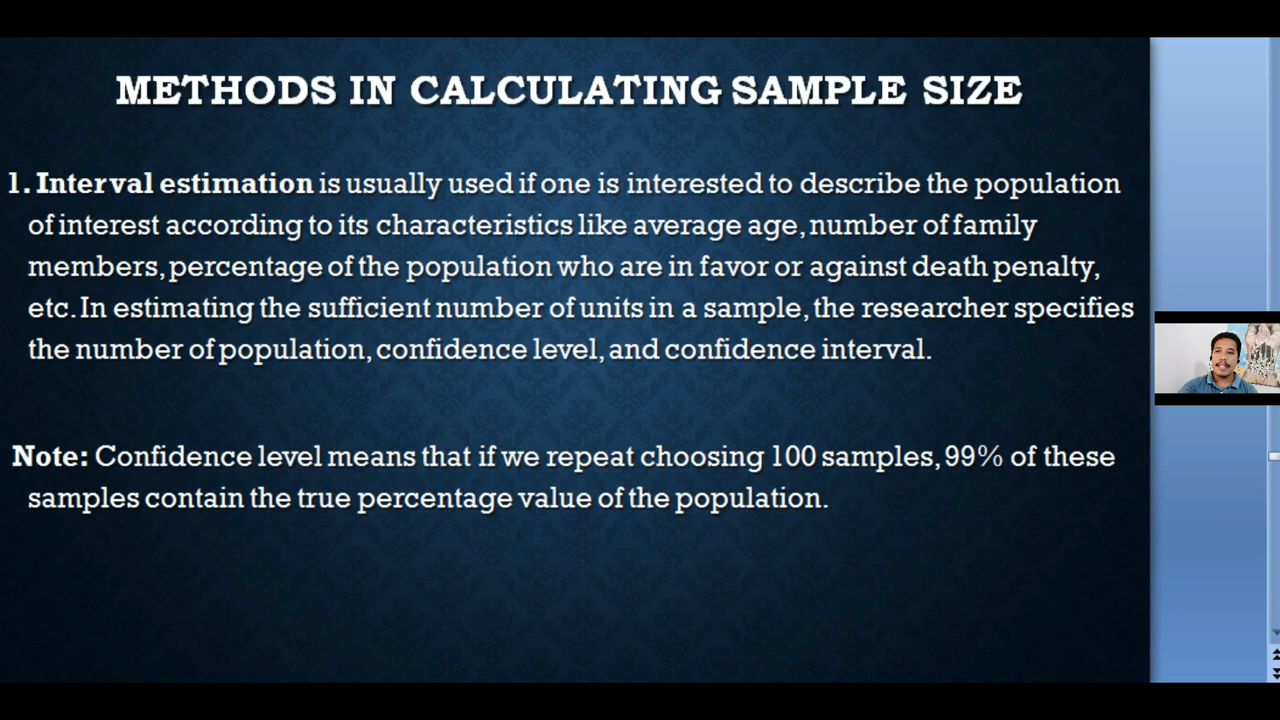 METHODS IN CALCULATING SAMPLE SIZE
1. Interval estimation is usually used if one is interested to describe the population
of interest according to its characteristics like average age, number of family
members, percentage of the population who are in favor or against death penalty,
etc. In estimating the sufficient number of units in a sample, the researcher specifies
the number of population, confidence level, and confidence interval.
Note: Confidence level means that if we repeat choosing 100 samples, 99% of these
samples contain the true percentage value of the population.